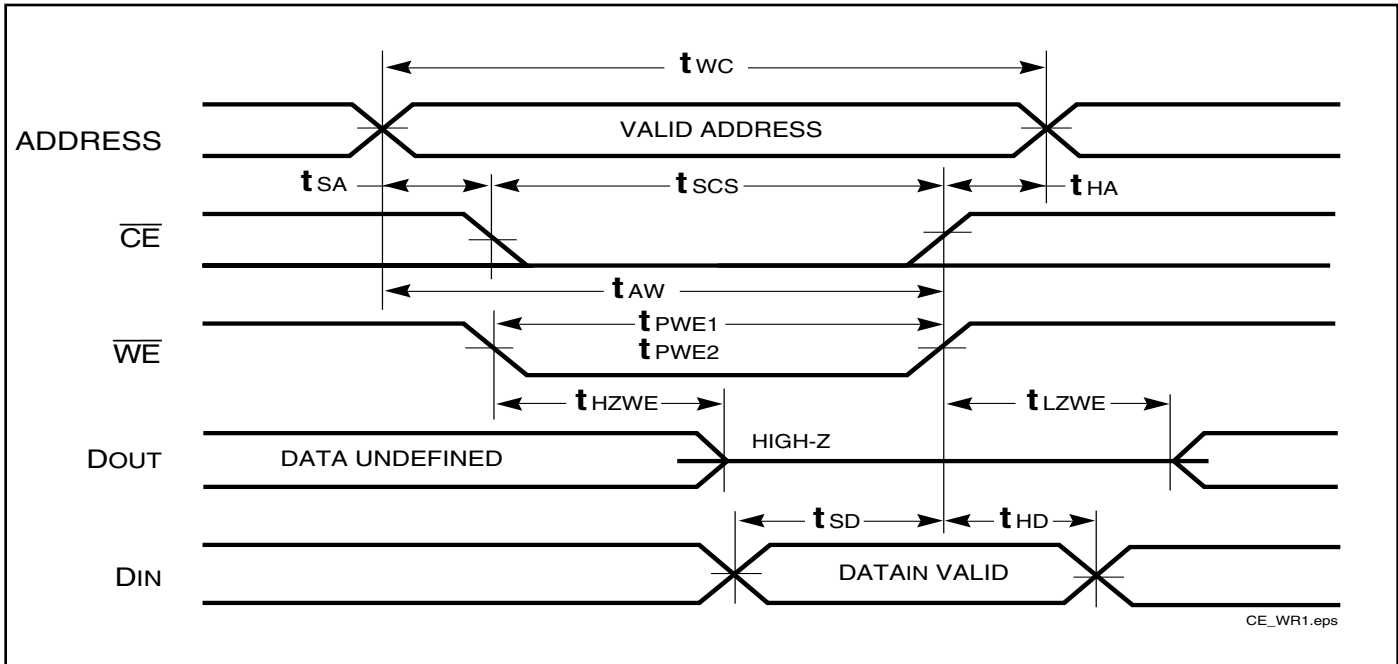 tWC
ADDRESS VALID ADDRESS
tSA tSCS tHA
CE
tAW
WE tPWE1
tPWE2
tHZWE tLZWE
DOUT DATA UNDEFINED HIGH-Z
tSD tHD
DIN DATAIN VALID
CE_WR1.eps